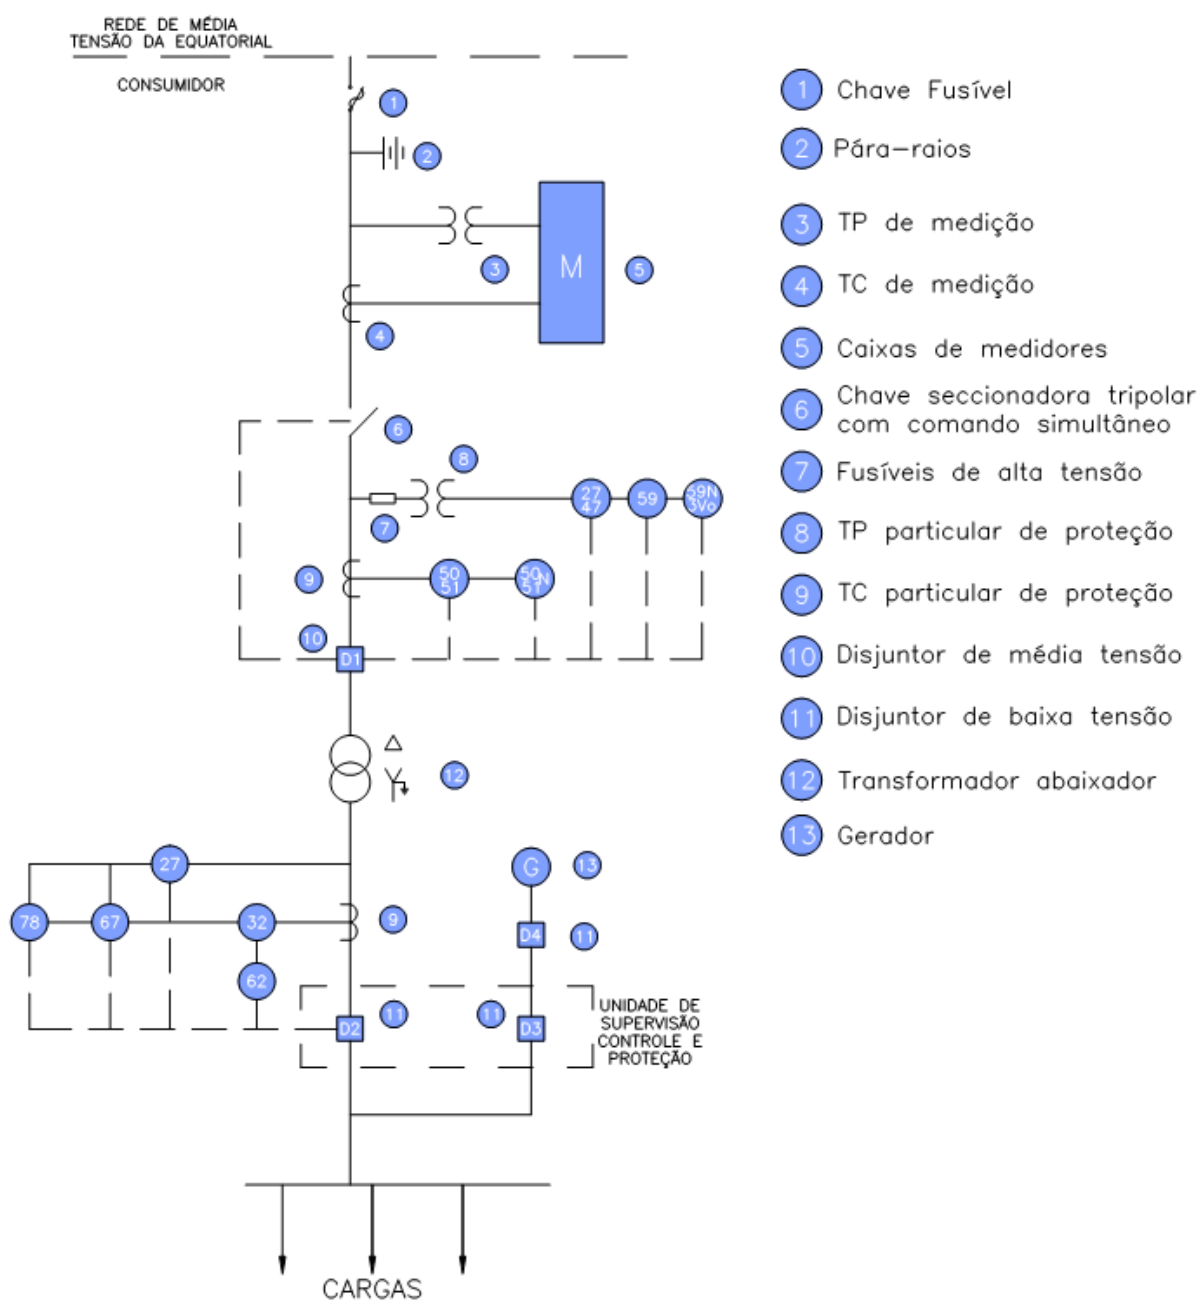 REDE DE MÉDIA
TENSÃO DA EQUATORIAL
CONSUMIDOR
1
2
3
M
5
4
6
8
7
27
47
59
59N
3Vo
9
50
51
50
51N
10
D1
12
27
78
67
32
9
62
G
13
D4
11
11
11
D2
D3
UNIDADE DE
SUPERVISÃO
CONTROLE E
PROTEÇÃO
CARGAS
1 Chave Fusível
2 Pára-raios
3 TP de medição
4 TC de medição
5 Caixas de medidores
6 Chave seccionadora tripolar
com comando simultâneo
7 Fusíveis de alta tensão
8 TP particular de proteção
9 TC particular de proteção
10 Disjuntor de média tensão
11 Disjuntor de baixa tensão
12 Transformador abaixador
13 Gerador